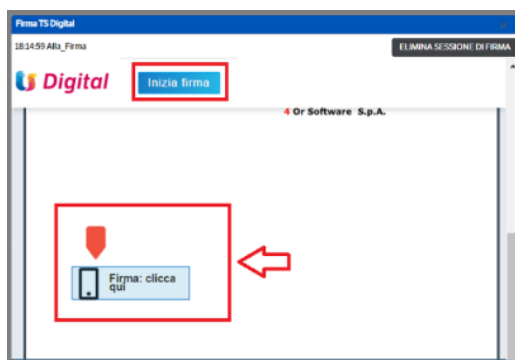 Firma TS Digital
18:14:59 Alla_Firma
ELIMINA SESSIONE DI FIRMA
Digital
Inizia firma
4 Or Software S.p.A.
Firma: clicca
qui